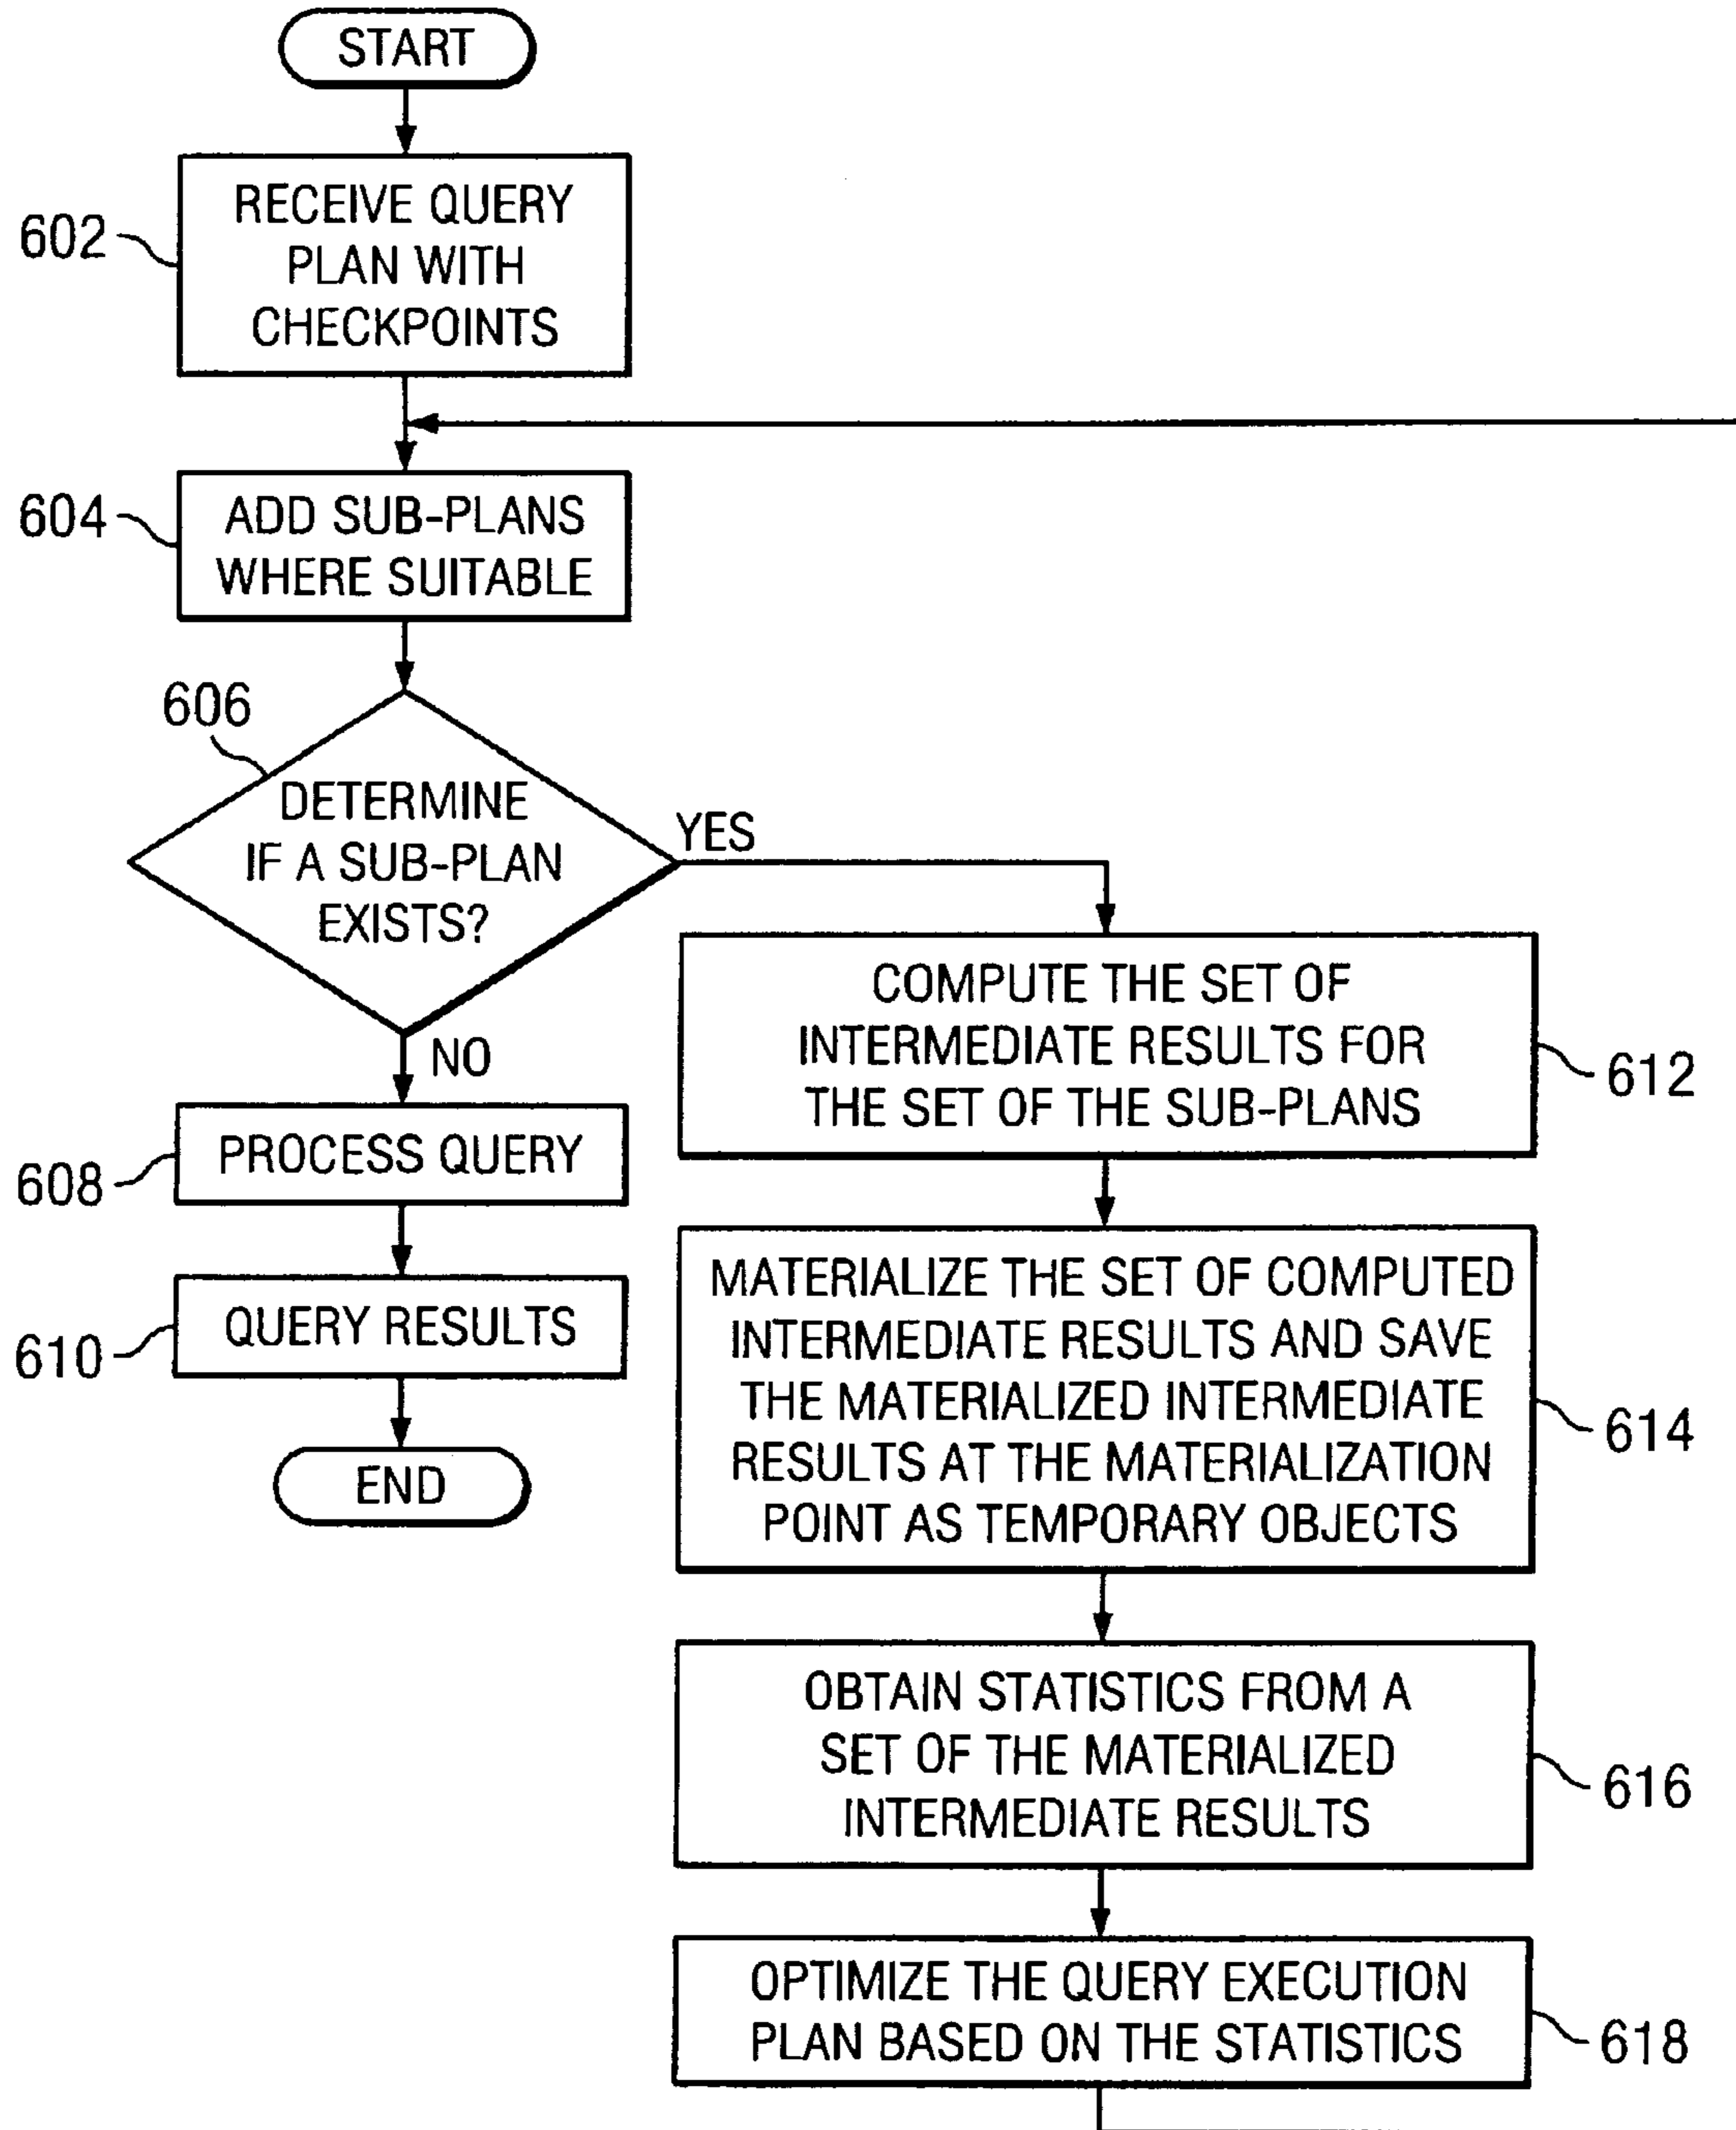 START
602
RECEIVE QUERY
PLAN WITH
CHECKPOINTS
604
ADD SUB-PLANS
WHERE SUITABLE
606
DETERMINE
IF A SUB-PLAN
EXISTS?
YES
NO
608
PROCESS QUERY
610
QUERY RESULTS
END
COMPUTE THE SET OF
INTERMEDIATE RESULTS FOR
THE SET OF THE SUB-PLANS
612
MATERIALIZE THE SET OF COMPUTED
INTERMEDIATE RESULTS AND SAVE
THE MATERIALIZED INTERMEDIATE
RESULTS AT THE MATERIALIZATION
POINT AS TEMPORARY OBJECTS
614
OBTAIN STATISTICS FROM A
SET OF THE MATERIALIZED
INTERMEDIATE RESULTS
616
OPTIMIZE THE QUERY EXECUTION
PLAN BASED ON THE STATISTICS
618